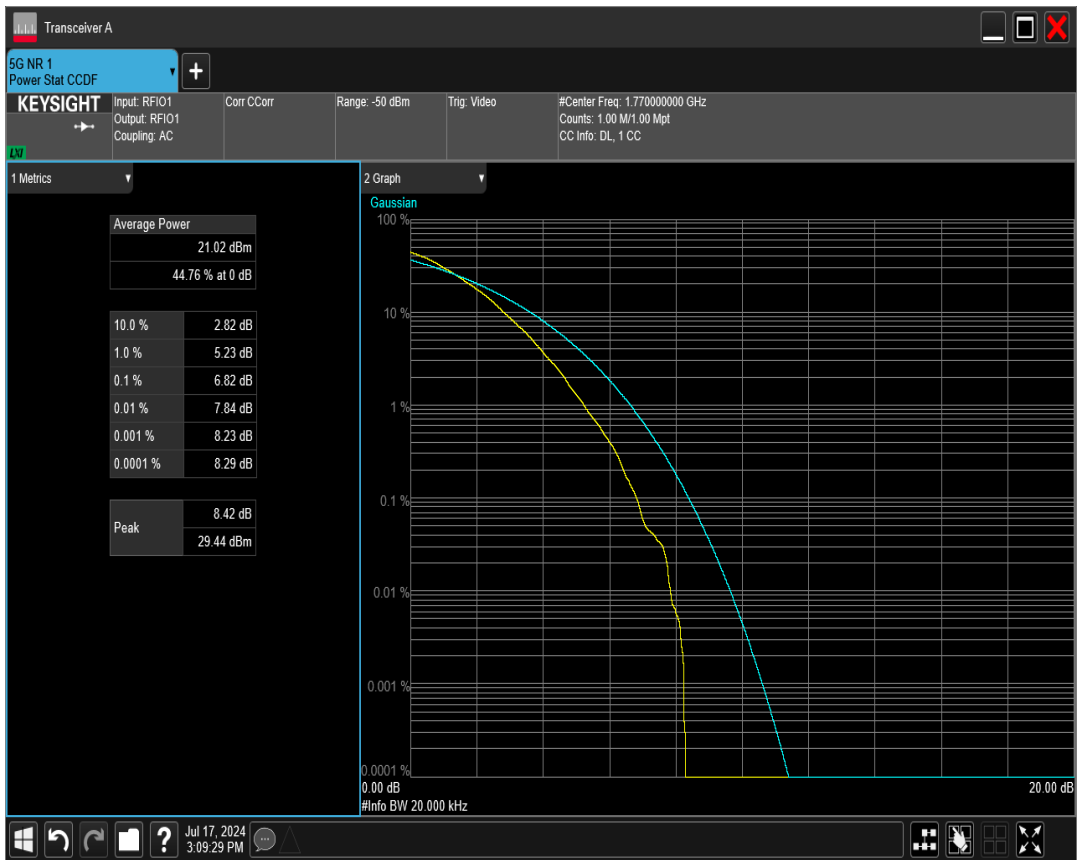 Transceiver A
5G NR 1
Power Stat CCDF
KEYSIGHT
LXI
Input: RFIO1
Output: RFIO1
Coupling: AC
Corr CCorr
Range: -50 dBm
Trig: Video
#Center Freq: 1.770000000 GHz
Counts: 1.00 M/1.00 Mpt
CC Info: DL, 1 CC
1 Metrics
Average Power
21.02 dBm
44.76 % at 0 dB
10.0 % 2.82 dB
1.0 % 5.23 dB
0.1 % 6.82 dB
0.01 % 7.84 dB
0.001 % 8.23 dB
0.0001 % 8.29 dB
Peak
8.42 dB
29.44 dBm
2 Graph
Gaussian
100 %
10 %
1 %
0.1 %
0.01 %
0.001 %
0.0001 %
0.00 dB 20.00 dB
#Info BW 20.000 kHz
?
Jul 17, 2024
3:09:29 PM